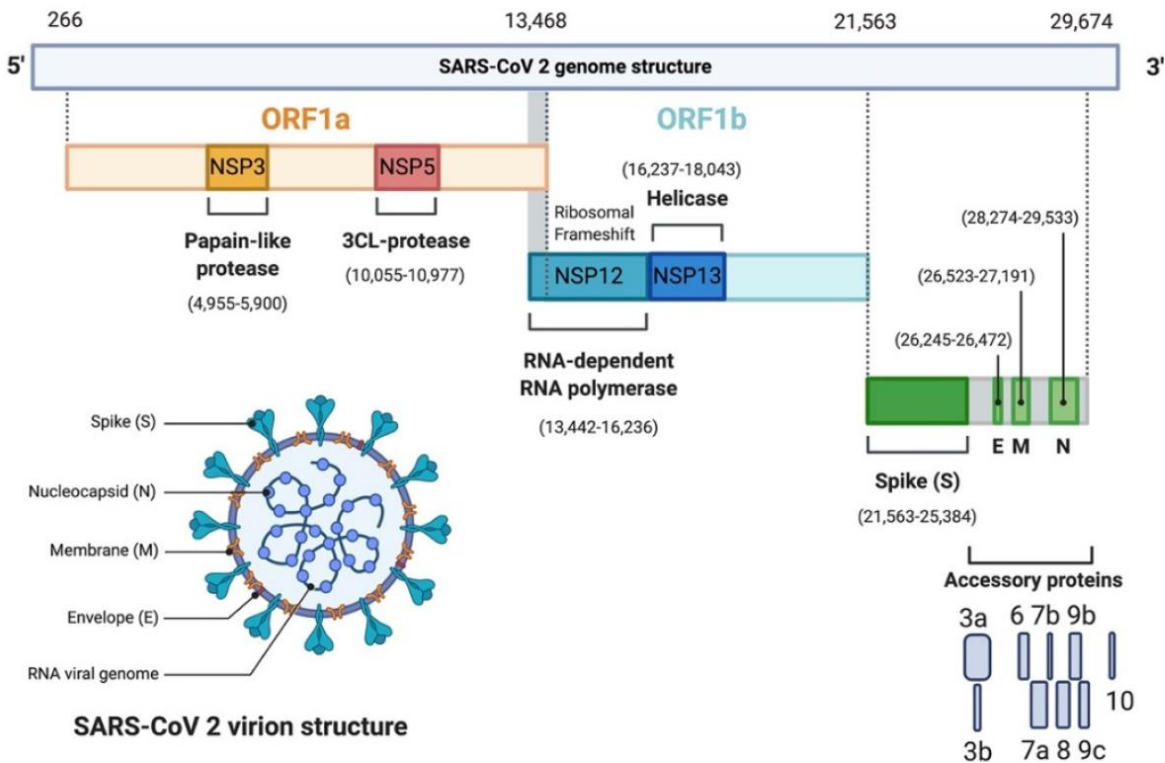 266
13,468
21,563
29,674
5'
SARS-CoV 2 genome structure
3'
ORF1a
ORF1b
NSP3
NSP5
(16,237-18,043)
Helicase
Papain-like
protease
(4,955-5,900)
3CL-protease
(10,055-10,977)
Ribosomal
Frameshift
NSP12
NSP13
RNA-dependent
RNA polymerase
(13,442-16,236)
(28,274-29,533)
(26,523-27,191)
(26,245-26,472)
E M N
Spike (S)
(21,563-25,384)
Accessory proteins
3a 6 7b 9b
10
3b 7a 8 9c
Spike (S)
Nucleocapsid (N)
Membrane (M)
Envelope (E)
RNA viral genome
SARS-CoV 2 virion structure